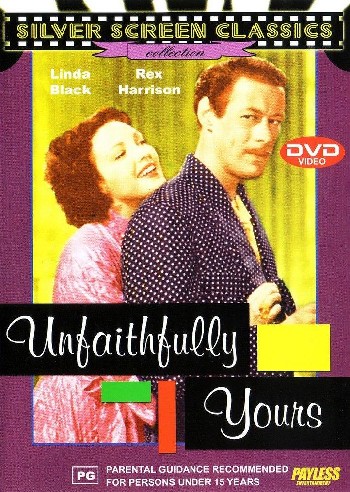 SILVER SCREEN CLASSICS
collection
Linda Black
Rex Harrison
DVD
VIDEO
Unfaithfully
Yours
PG
PARENTAL GUIDANCE RECOMMENDED
FOR PERSONS UNDER 15 YEARS
PAYLESS
ENTERTAINMENT